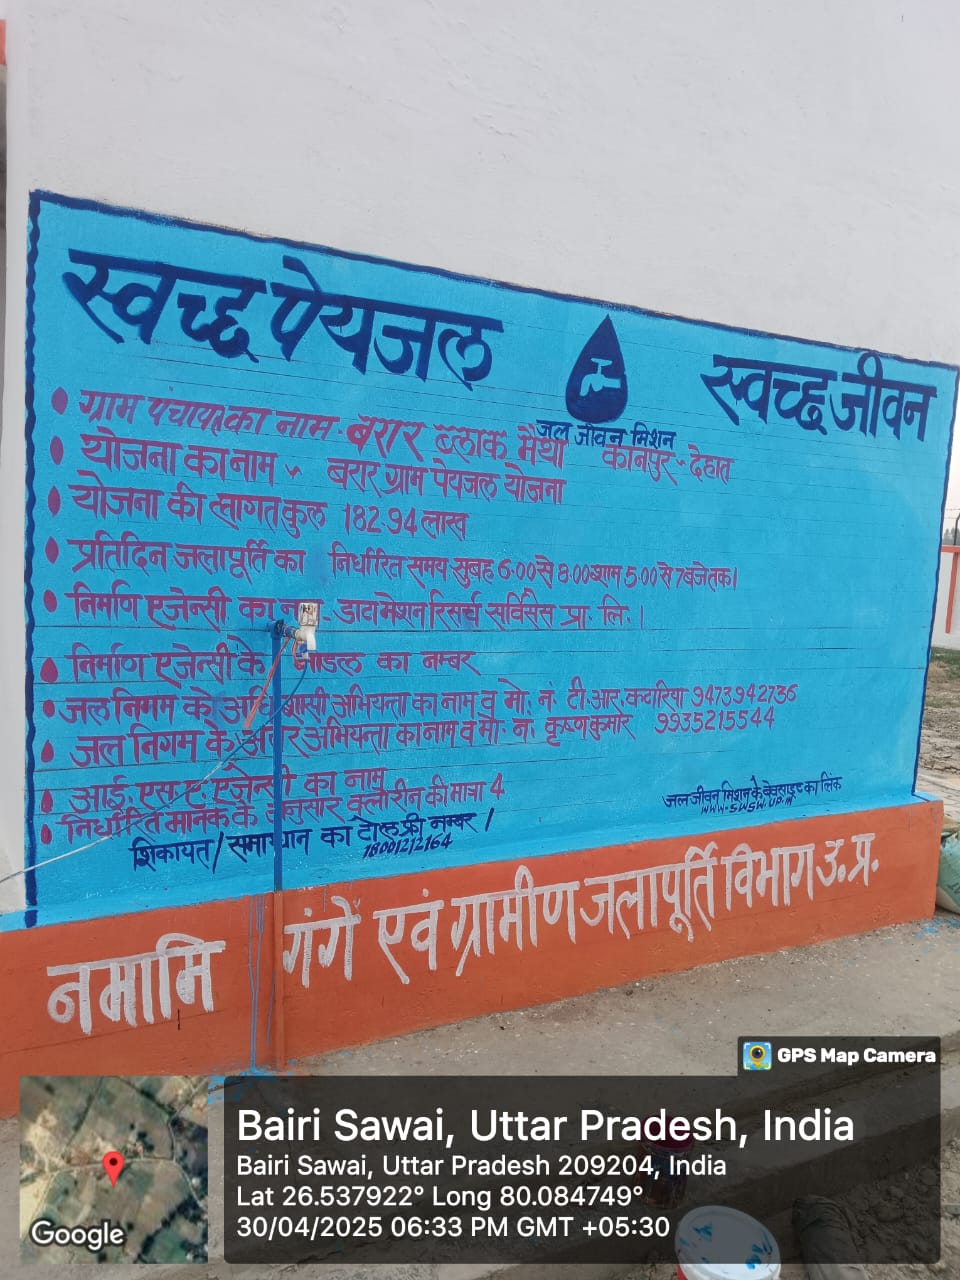 स्वच्छ पेयजल
स्वच्छ जीवन
जल जीवन मिशन
ग्राम पंचायत का नाम - बरार ब्लाक मैथा कानपुर - देहात
योजना का नाम - बरार ग्राम पेयजल योजना
योजना की लागत कुल 182.94 लाख
प्रतिदिन जलापूर्ति का निर्धारित समय सुबह 6.00 से 8.00 शाम 5.00 से 7 बजे तक।
निर्माण एजेन्सी का - डाटामेशन रिसर्च सर्विसेस प्रा. लि.।
निर्माण एजेन्सी के का नम्बर
जल निगम के अभियन्ता का नाम व मो. नं. टी.आर. कटारिया 9473942736
जल निगम के अभियन्ता का नाम व मो. न. कृष्ण कुमार 9935215544
आई. एस. ए. एजेन्सी का नाम
निर्धारित मानक के अनुसार क्लोरीन की मात्रा 4
शिकायत/समाधान का टोल फ्री नम्बर /
18001212164
जल जीवन मिशन के वेबसाइट का लिंक
www.swsw.up.in
नमामि गंगे एवं ग्रामीण जलापूर्ति विभाग उ.प्र.
GPS Map Camera
Google
Bairi Sawai, Uttar Pradesh, India
Bairi Sawai, Uttar Pradesh 209204, India
Lat 26.537922° Long 80.084749°
30/04/2025 06:33 PM GMT +05:30